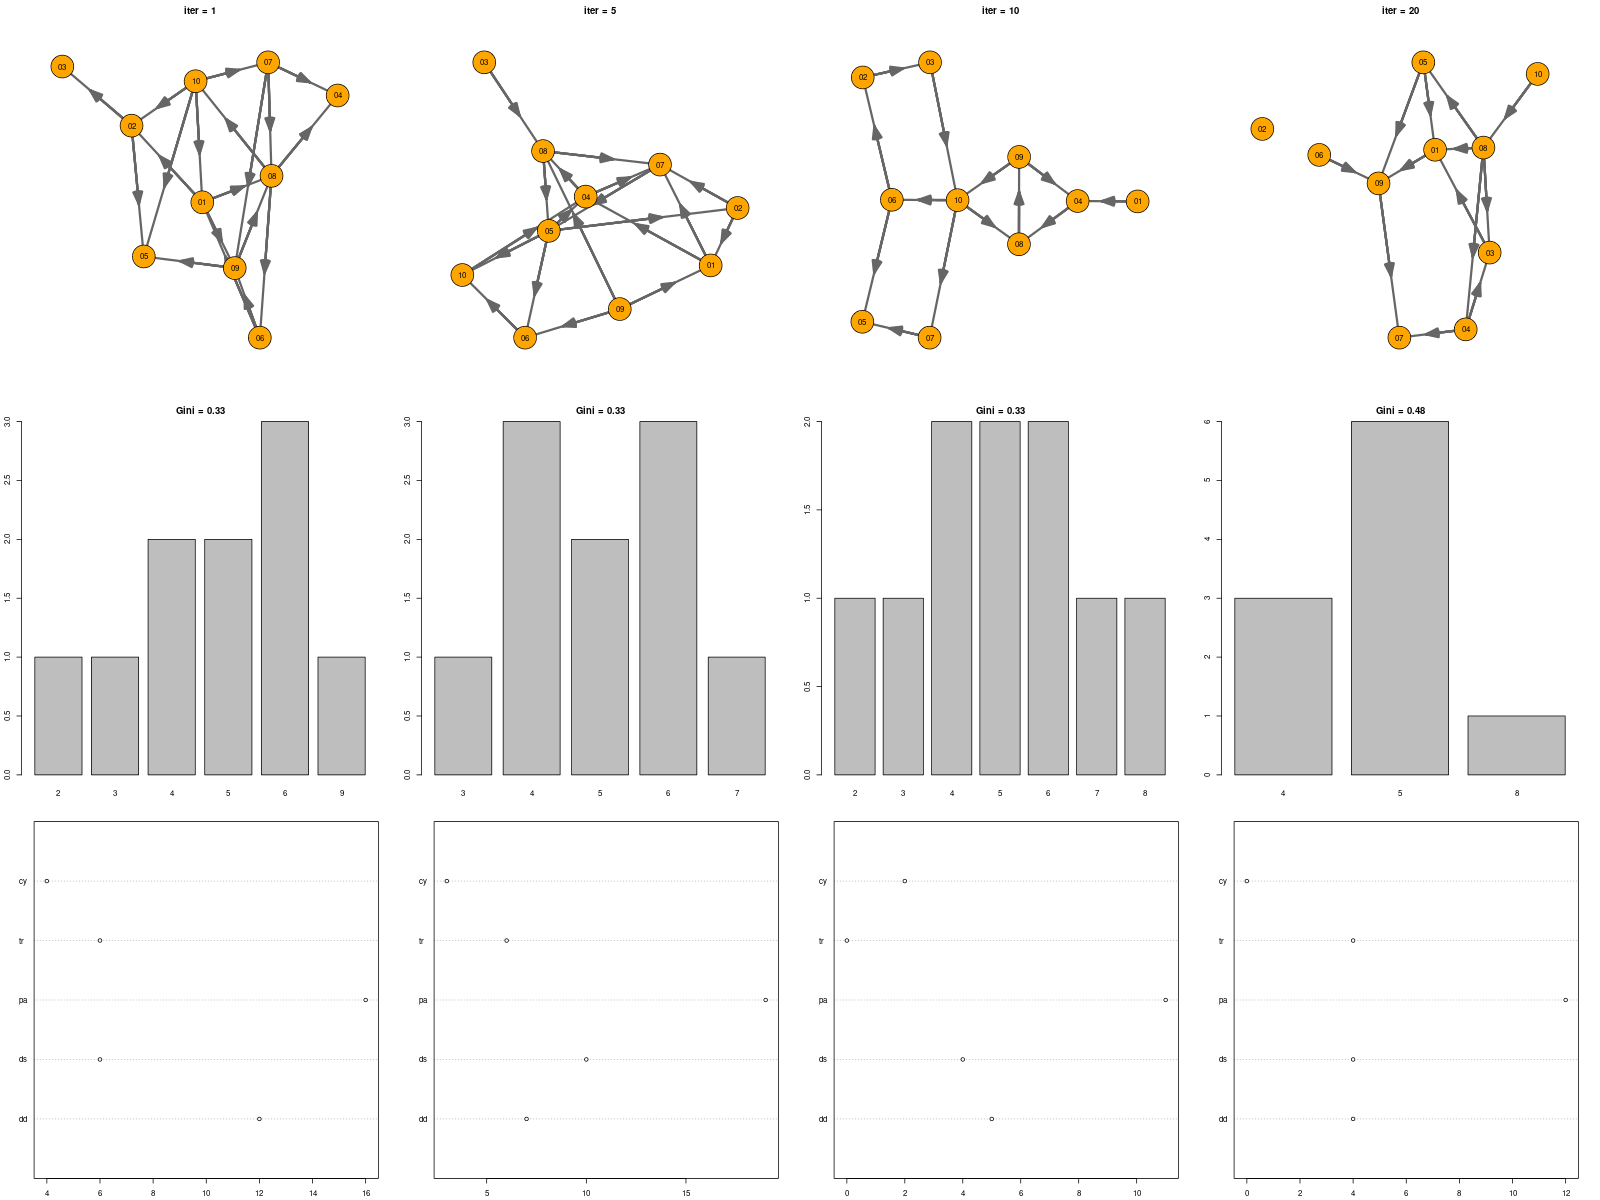 iter = 1
iter = 5
iter = 10
iter = 20
03
10
07
04
02
08
01
05
09
06
03
08
07
04
02
05
01
10
09
06
02
03
09
06
10
04
01
08
05
07
05
10
02
06
01
08
09
03
04
07
Gini = 0.33
Gini = 0.33
Gini = 0.33
Gini = 0.48
3.0
2.5
2.0
1.5
1.0
0.5
0.0
2 3 4 5 6 9
3.0
2.5
2.0
1.5
1.0
0.5
0.0
3 4 5 6 7
2.0
1.5
1.0
0.5
0.0
2 3 4 5 6 7 8
6
5
4
3
2
1
0
4 5 8
cy
tr
pa
ds
dd
4 6 8 10 12 14 16
cy
tr
pa
ds
dd
5 10 15
cy
tr
pa
ds
dd
0 2 4 6 8 10
cy
tr
pa
ds
dd
0 2 4 6 8 10 12